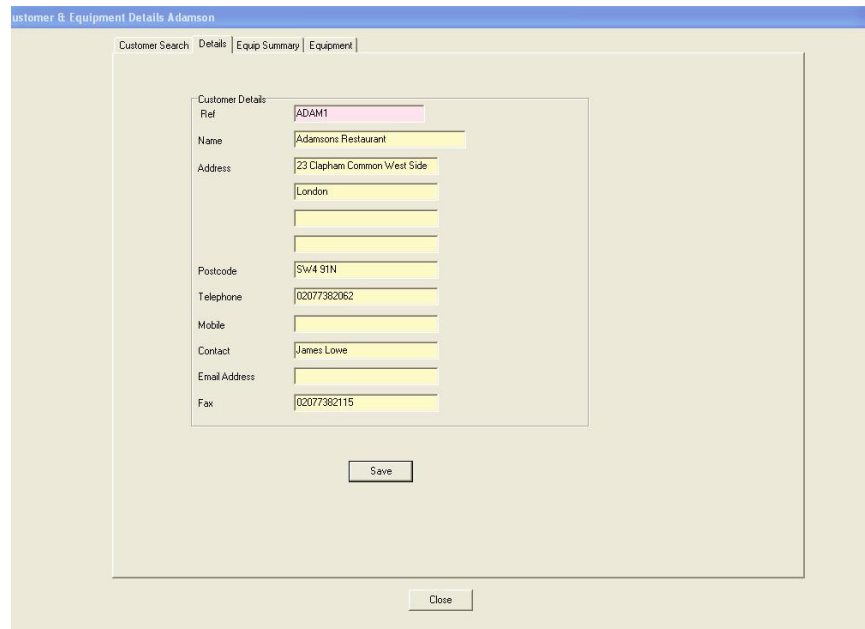 ustomer & Equipment Details Adamson
Customer Search Details Equip Summary Equipment
Customer Details
Ref ADAM1
Name Adamsons Restaurant
Address 23 Clapham Common West Side
London
Postcode SW4 91N
Telephone 02077382062
Mobile
Contact James Lowe
Email Address
Fax 02077382115
Save
Close